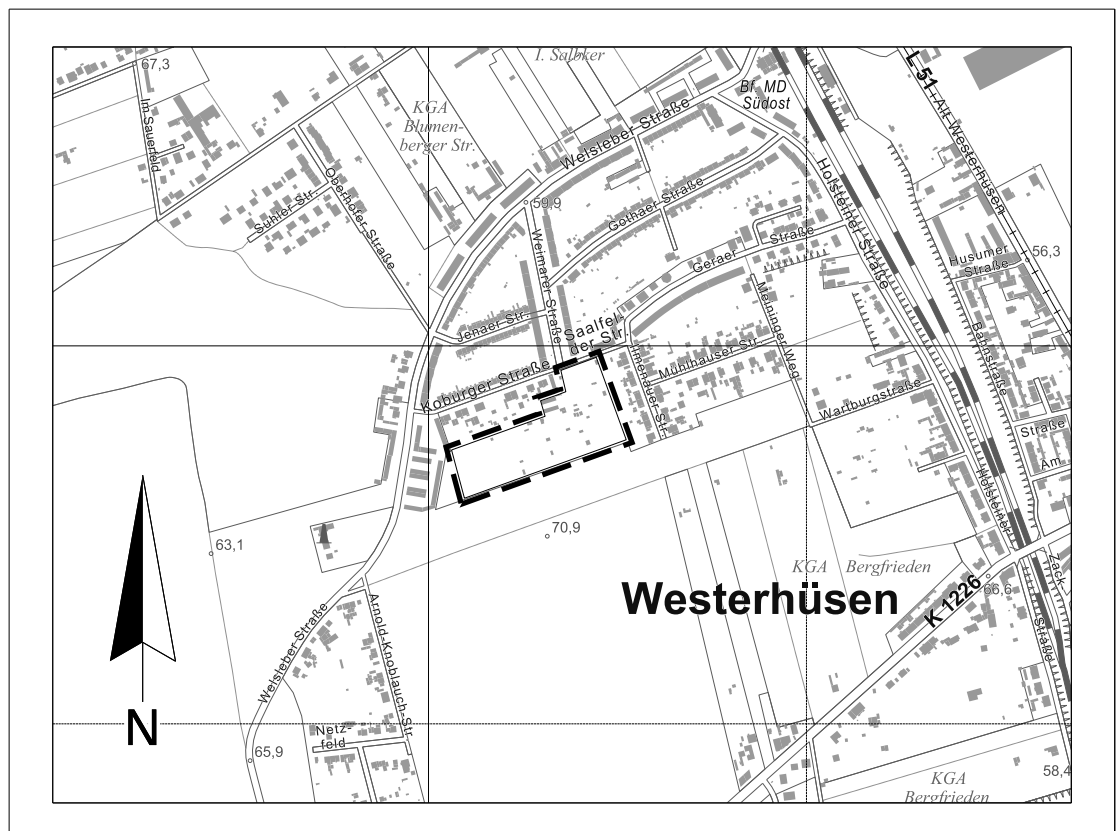 I. Salbker
67,3
L 51
Alt Westerhüsen
Bf. MD
Südost
KGA
Blumen-
berger Str.
Im Sauerfeld
Welsleber Straße
Oberhofer-Straße
Suhler-Str.
Holsteiner-Straße
59,9
Gothaer-Straße
Weimarer-Straße
Geraer
Straße
Husumer
Straße
56,3
Meininger-Weg
Jenaer-Str.
Saalfel-
der Str.
Bahnstraße
Ilmenauer-Str.
Mühlhauser Str.
Koburger Straße
Wartburgstraße
Straße
Am
Holsteiner
63,1
70,9
KGA Bergfrieden
Westerhüsen
K 1226
66,6
Zack
Straße
Welsleber Straße
Arnold-Knoblauch-Str.
N
Netz-
feld
65,9
58,4
KGA
Bergfrieden